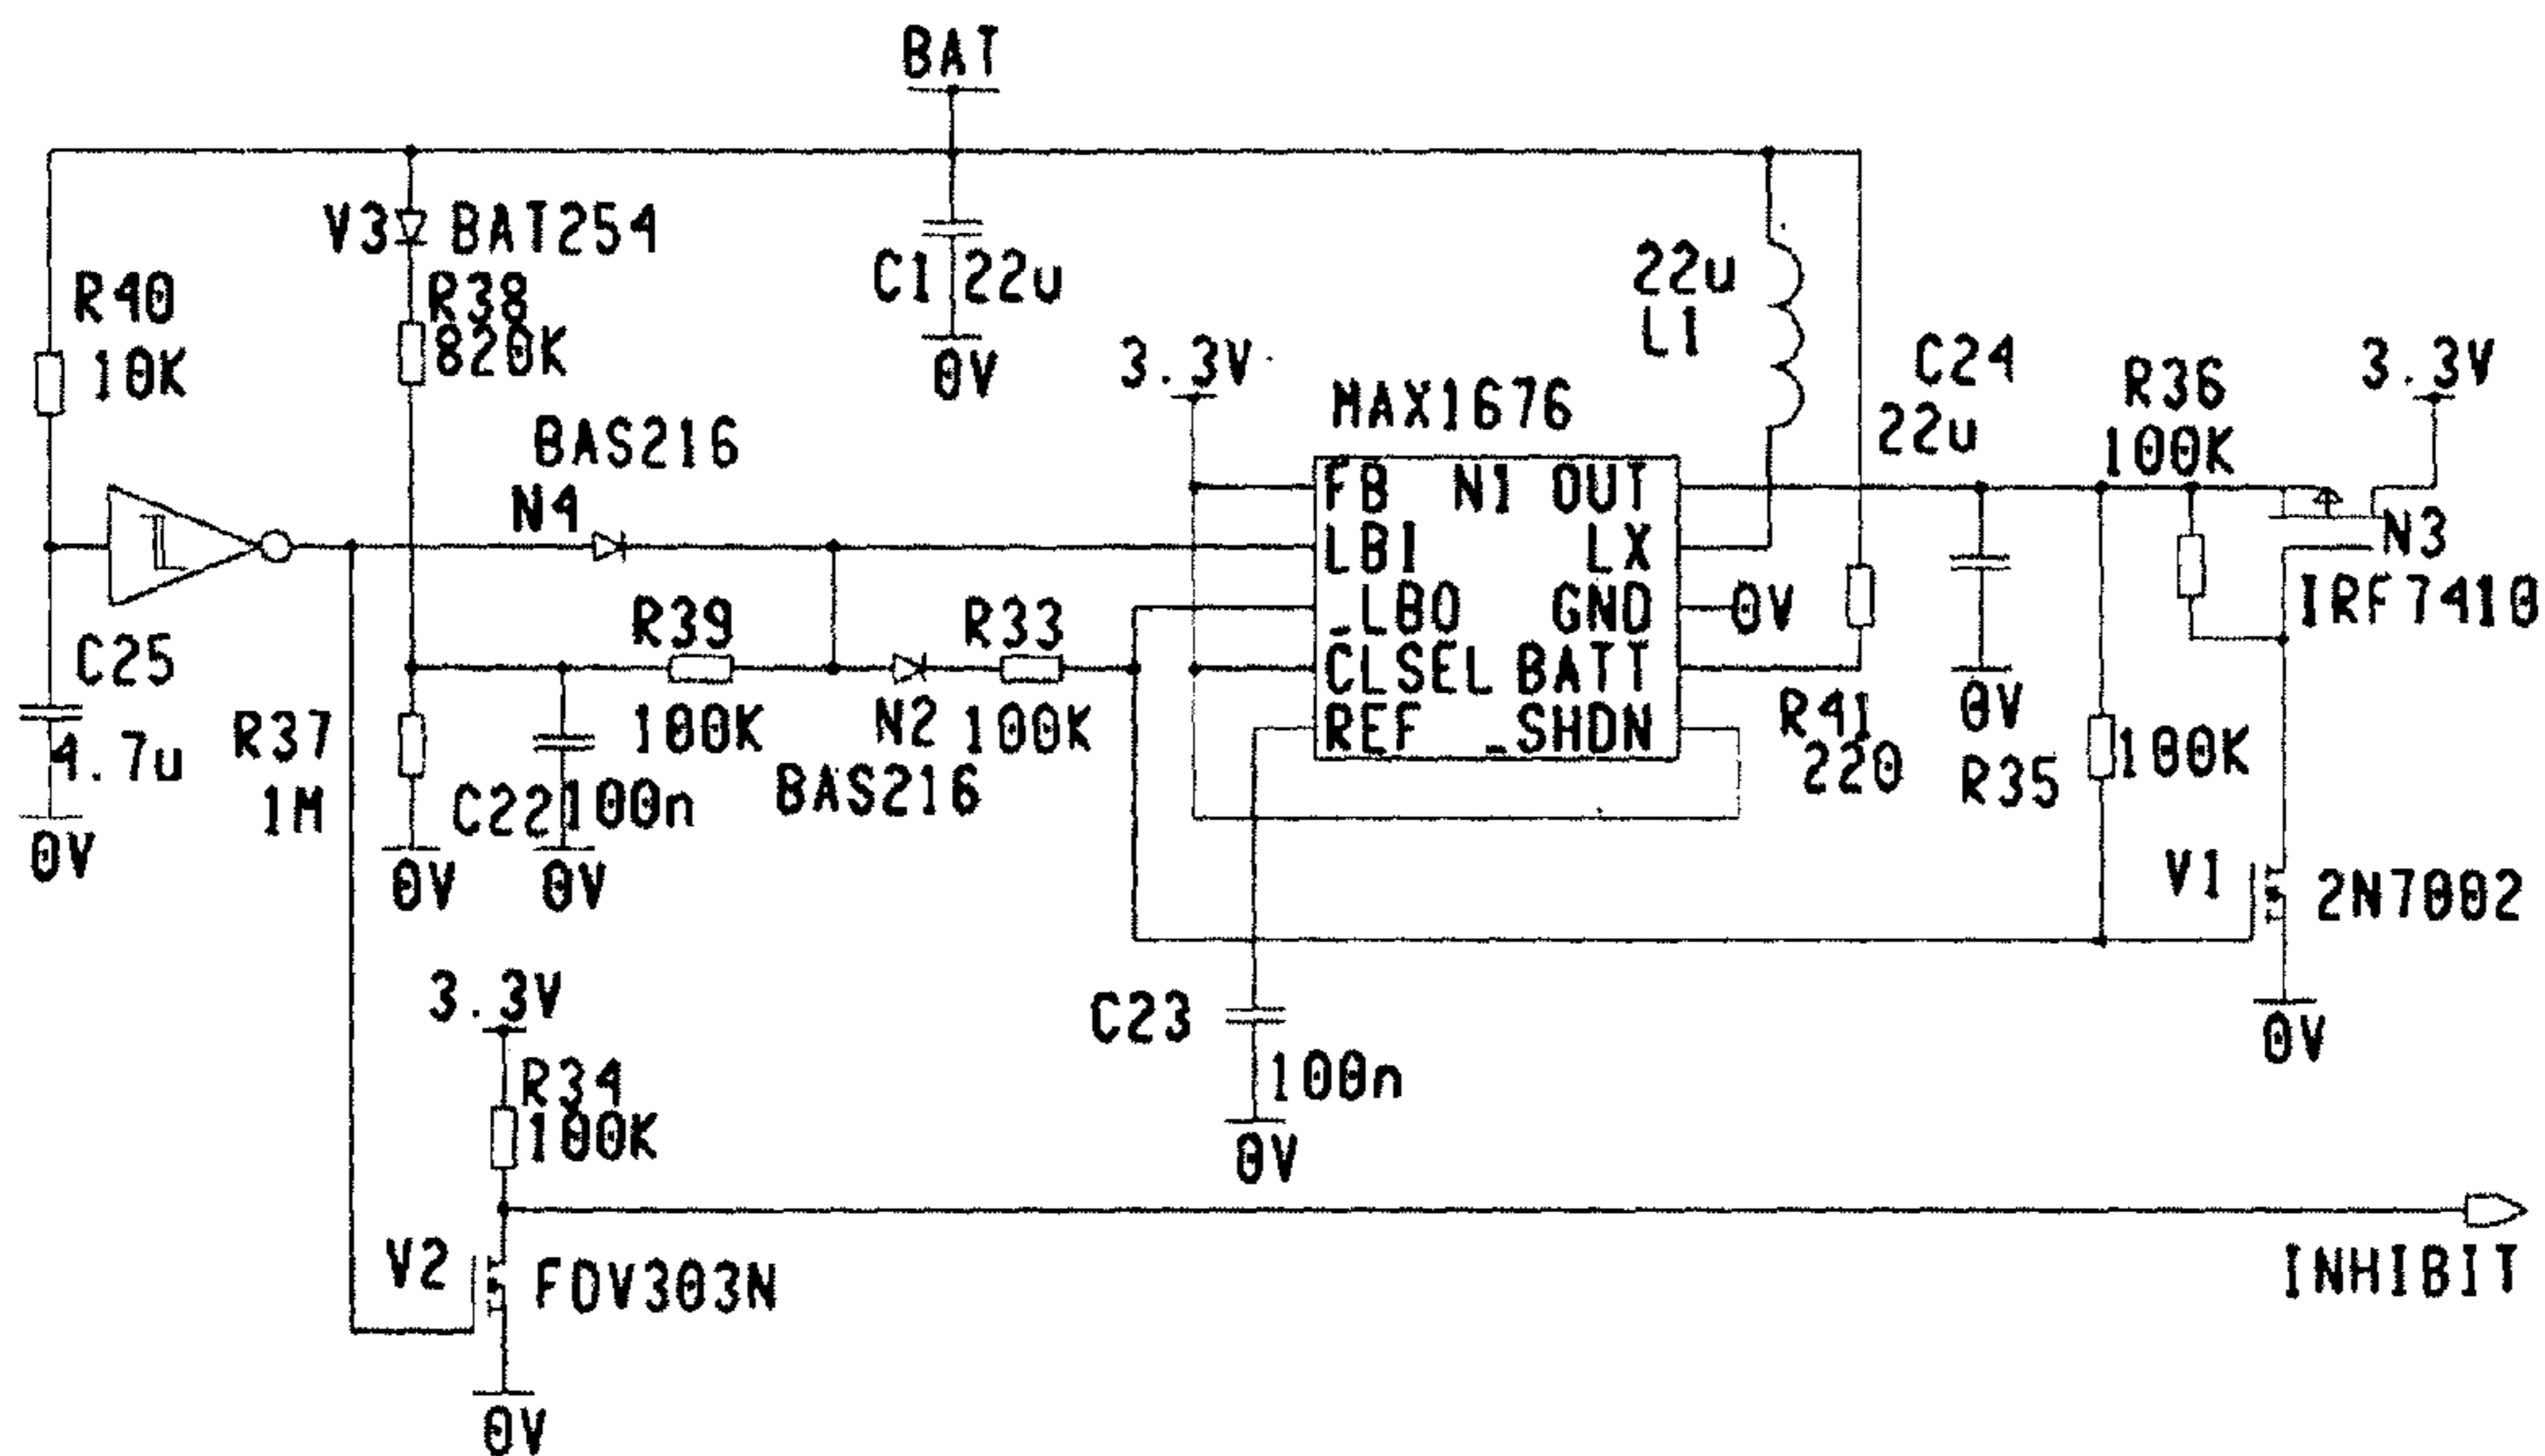 BAT
V3 BAT254
R40
10K
R38
820K
C1 22u
0V
22u
L1
3.3V
MAX1676
C24
22u
R36
100K
3.3V
BAS216
N4
FB N1 OUT
LBI LX
_LBO GND
CLSEL BATT
REF _SHDN
0V
N3
IRF7410
R39
100K
R33
100K
N2
BAS216
C25
4.7u
0V
R37
1M
0V
C22 100n
0V
R41
220
0V
R35
100K
V1 2N7002
0V
3.3V
R34
100K
C23
100n
0V
V2 FDV303N
0V
INHIBIT